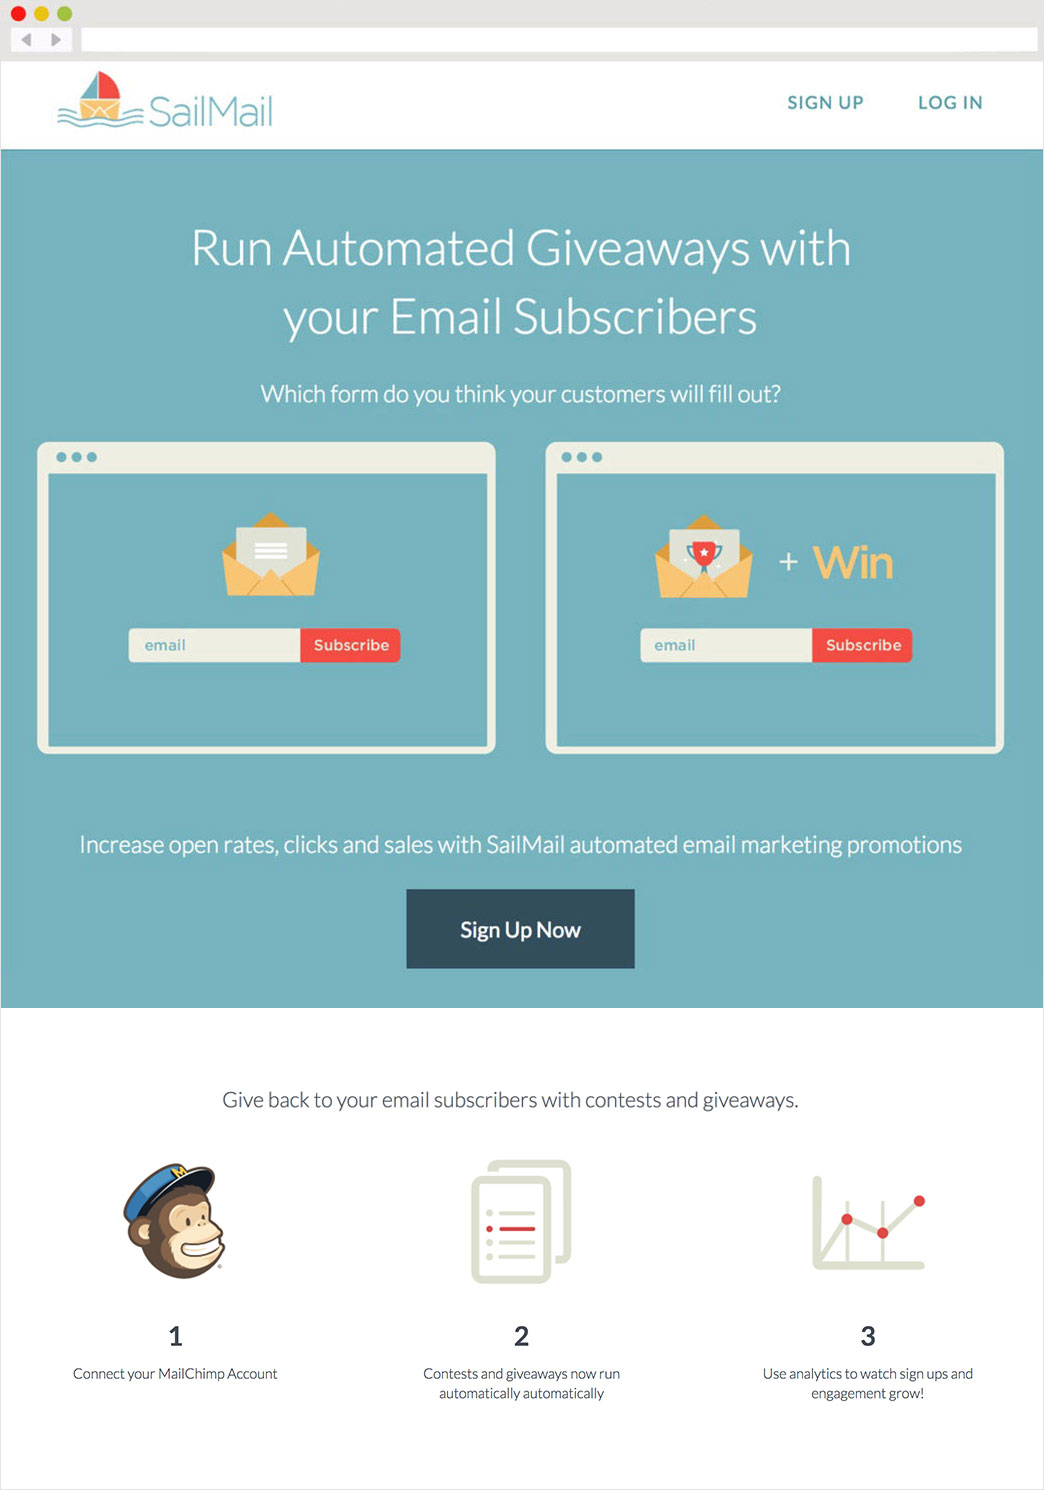 SailMail
SIGN UP
LOG IN
Run Automated Giveaways with
your Email Subscribers
Which form do you think your customers will fill out?
email
Subscribe
+ Win
email
Subscribe
Increase open rates, clicks and sales with SailMail automated email marketing promotions
Sign Up Now
Give back to your email subscribers with contests and giveaways.
M
1
Connect your MailChimp Account
2
Contests and giveaways now run
automatically automatically
3
Use analytics to watch sign ups and
engagement grow!